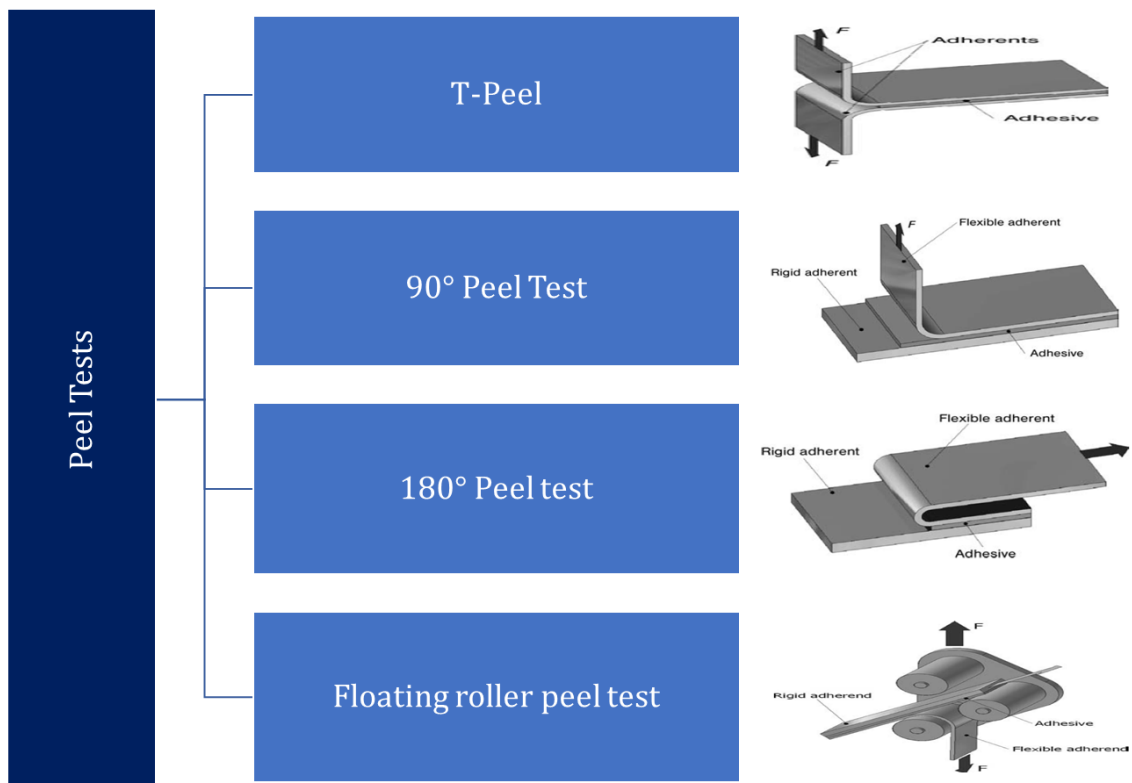 Peel Tests
T-Peel
F
Adherents
Adhesive
F
90° Peel Test
F
Flexible adherent
Rigid adherent
Adhesive
180° Peel test
Flexible adherent
Rigid adherent
Adhesive
Floating roller peel test
F
Rigid adherend
Adhesive
Flexible adherend
F